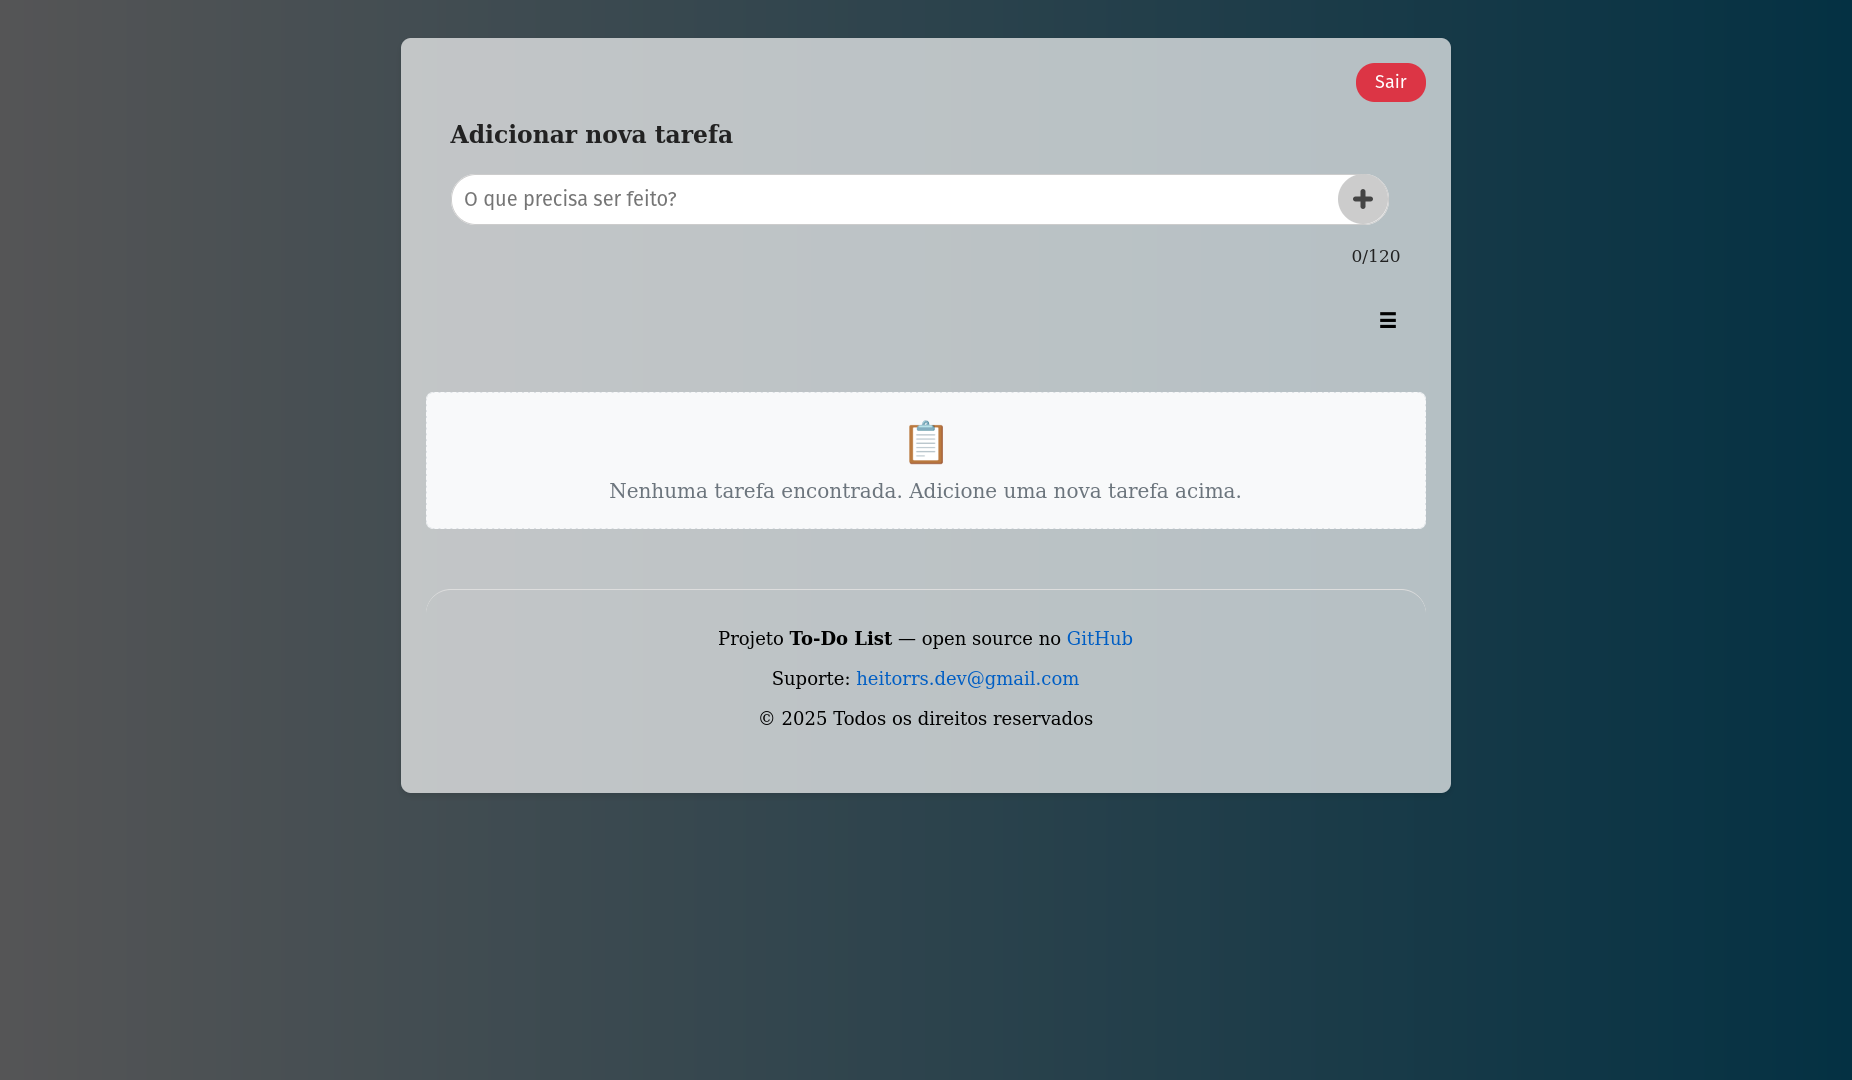 Sair
Adicionar nova tarefa
O que precisa ser feito?
0/120
Nenhuma tarefa encontrada. Adicione uma nova tarefa acima.
Projeto To-Do List — open source no GitHub
Suporte: heitorrs.dev@gmail.com
© 2025 Todos os direitos reservados